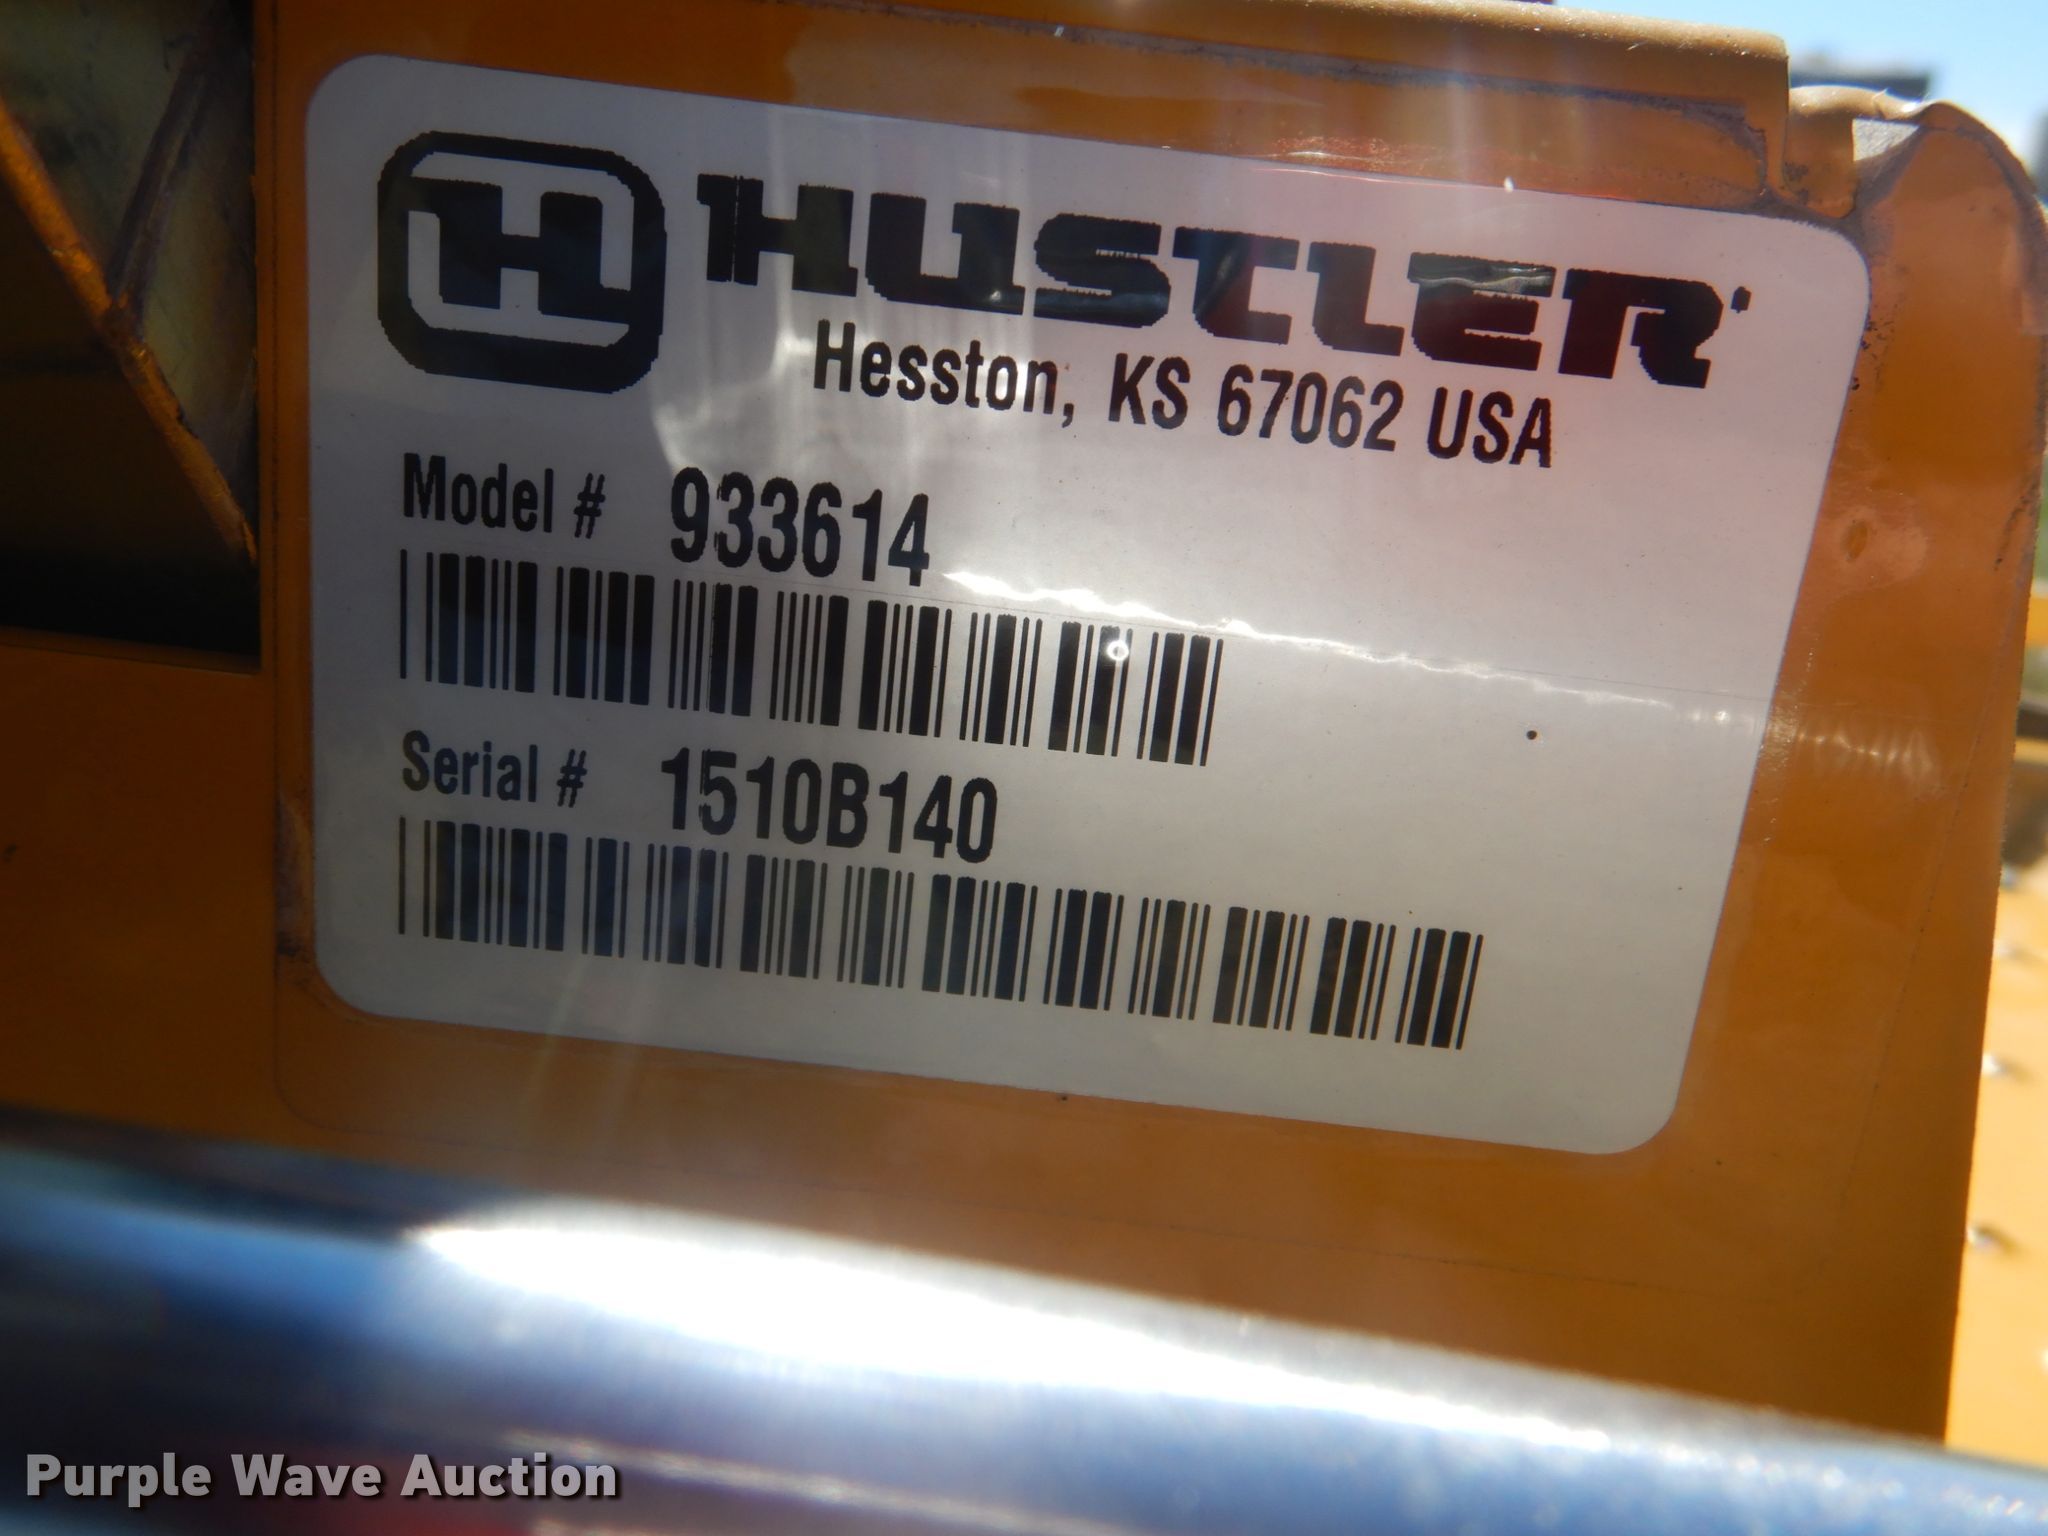 H HUSTLER
Hesston, KS 67062 USA
Model # 933614
Serial # 1510B140
Purple Wave Auction